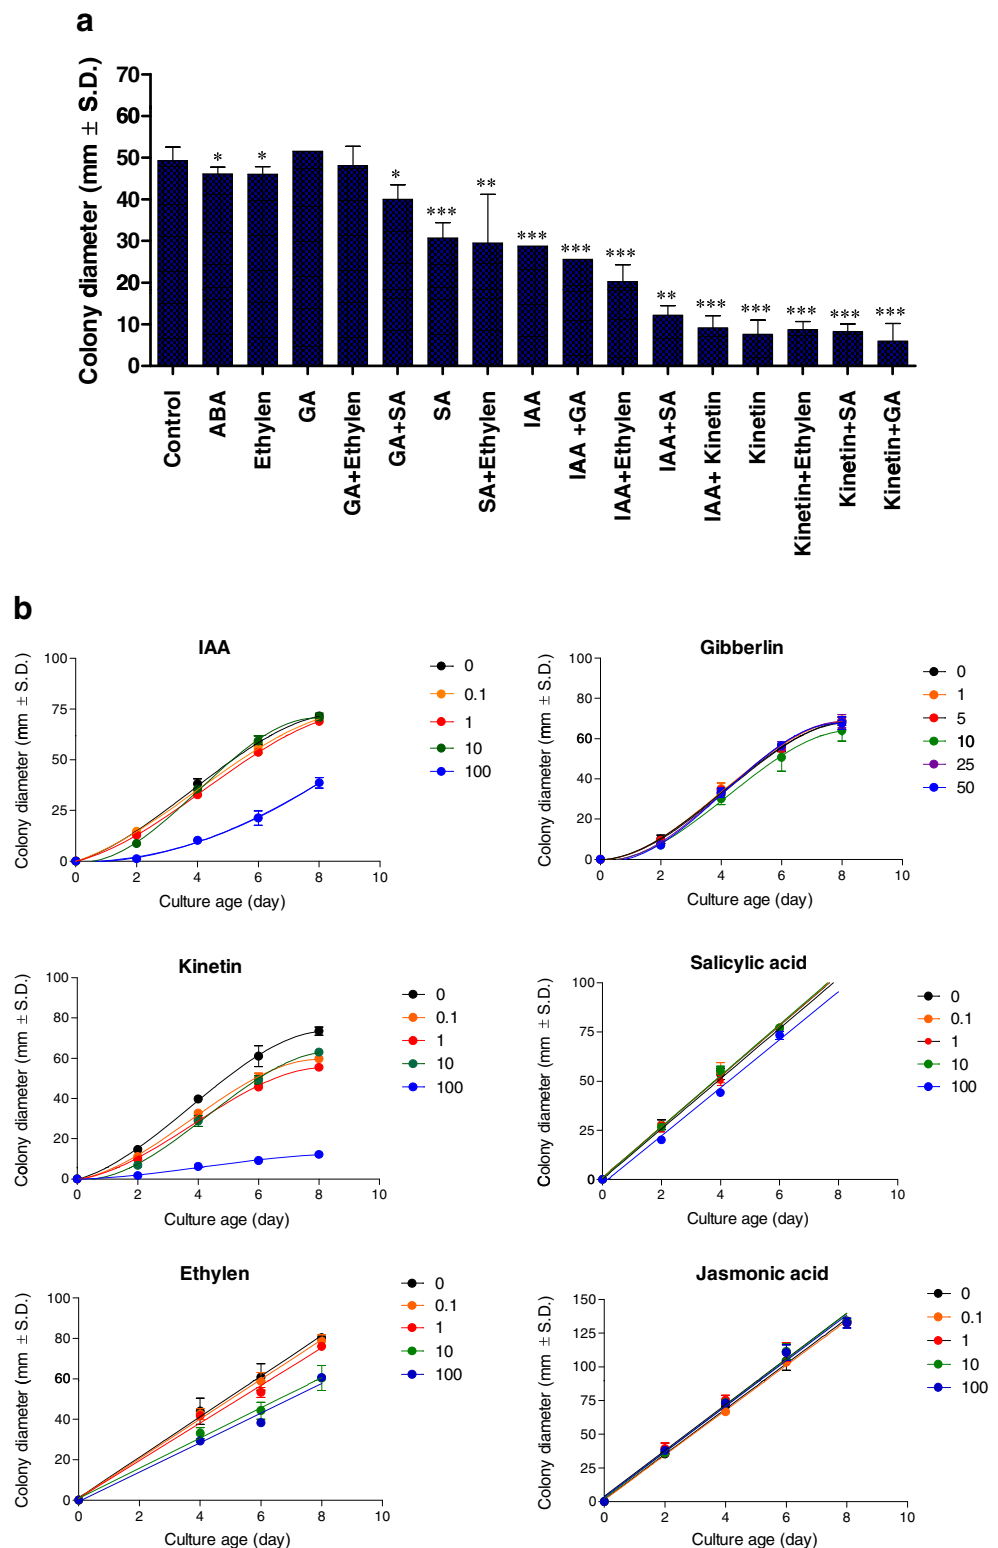 a
Colony diameter (mm ± S.D.)
70
60
50
40
30
20
10
0
* * * *** ** *** *** *** ** *** *** *** *** ***
Control
ABA
Ethylen
GA
GA+Ethylen
GA+SA
SA
SA+Ethylen
IAA
IAA +GA
IAA+Ethylen
IAA+SA
IAA+ Kinetin
Kinetin
Kinetin+Ethylen
Kinetin+SA
Kinetin+GA
b
IAA
Colony diameter (mm ± S.D.)
100
75
50
25
0
0 2 4 6 8 10
Culture age (day)
0
0.1
1
10
100
Gibberlin
Colony diameter (mm ± S.D.)
100
80
60
40
20
0
0 2 4 6 8 10
Culture age (day)
0
1
5
10
25
50
Kinetin
Colony diameter (mm ± S.D.)
100
80
60
40
20
0
0 2 4 6 8 10
Culture age (day)
0
0.1
1
10
100
Salicylic acid
Colony diameter (mm ± S.D.)
100
75
50
25
0
0 2 4 6 8 10
Culture age (day)
0
0.1
1
10
100
Ethylen
Colony diameter (mm ± S.D.)
100
80
60
40
20
0
0 2 4 6 8 10
Culture age (day)
0
0.1
1
10
100
Jasmonic acid
Colony diameter (mm ± S.D.)
150
125
100
75
50
25
0
0 2 4 6 8 10
Culture age (day)
0
0.1
1
10
100